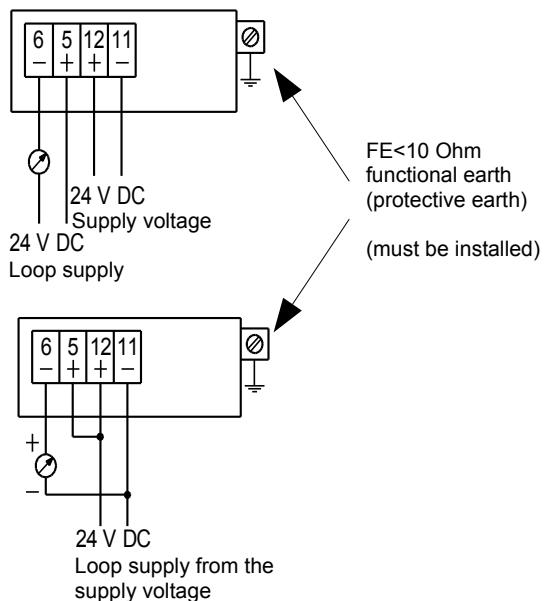 6 5 12 11
− + + −
24 V DC
Supply voltage
24 V DC
Loop supply
FE<10 Ohm
functional earth
(protective earth)
(must be installed)
6 5 12 11
− + + −
+
−
24 V DC
Loop supply from the
supply voltage